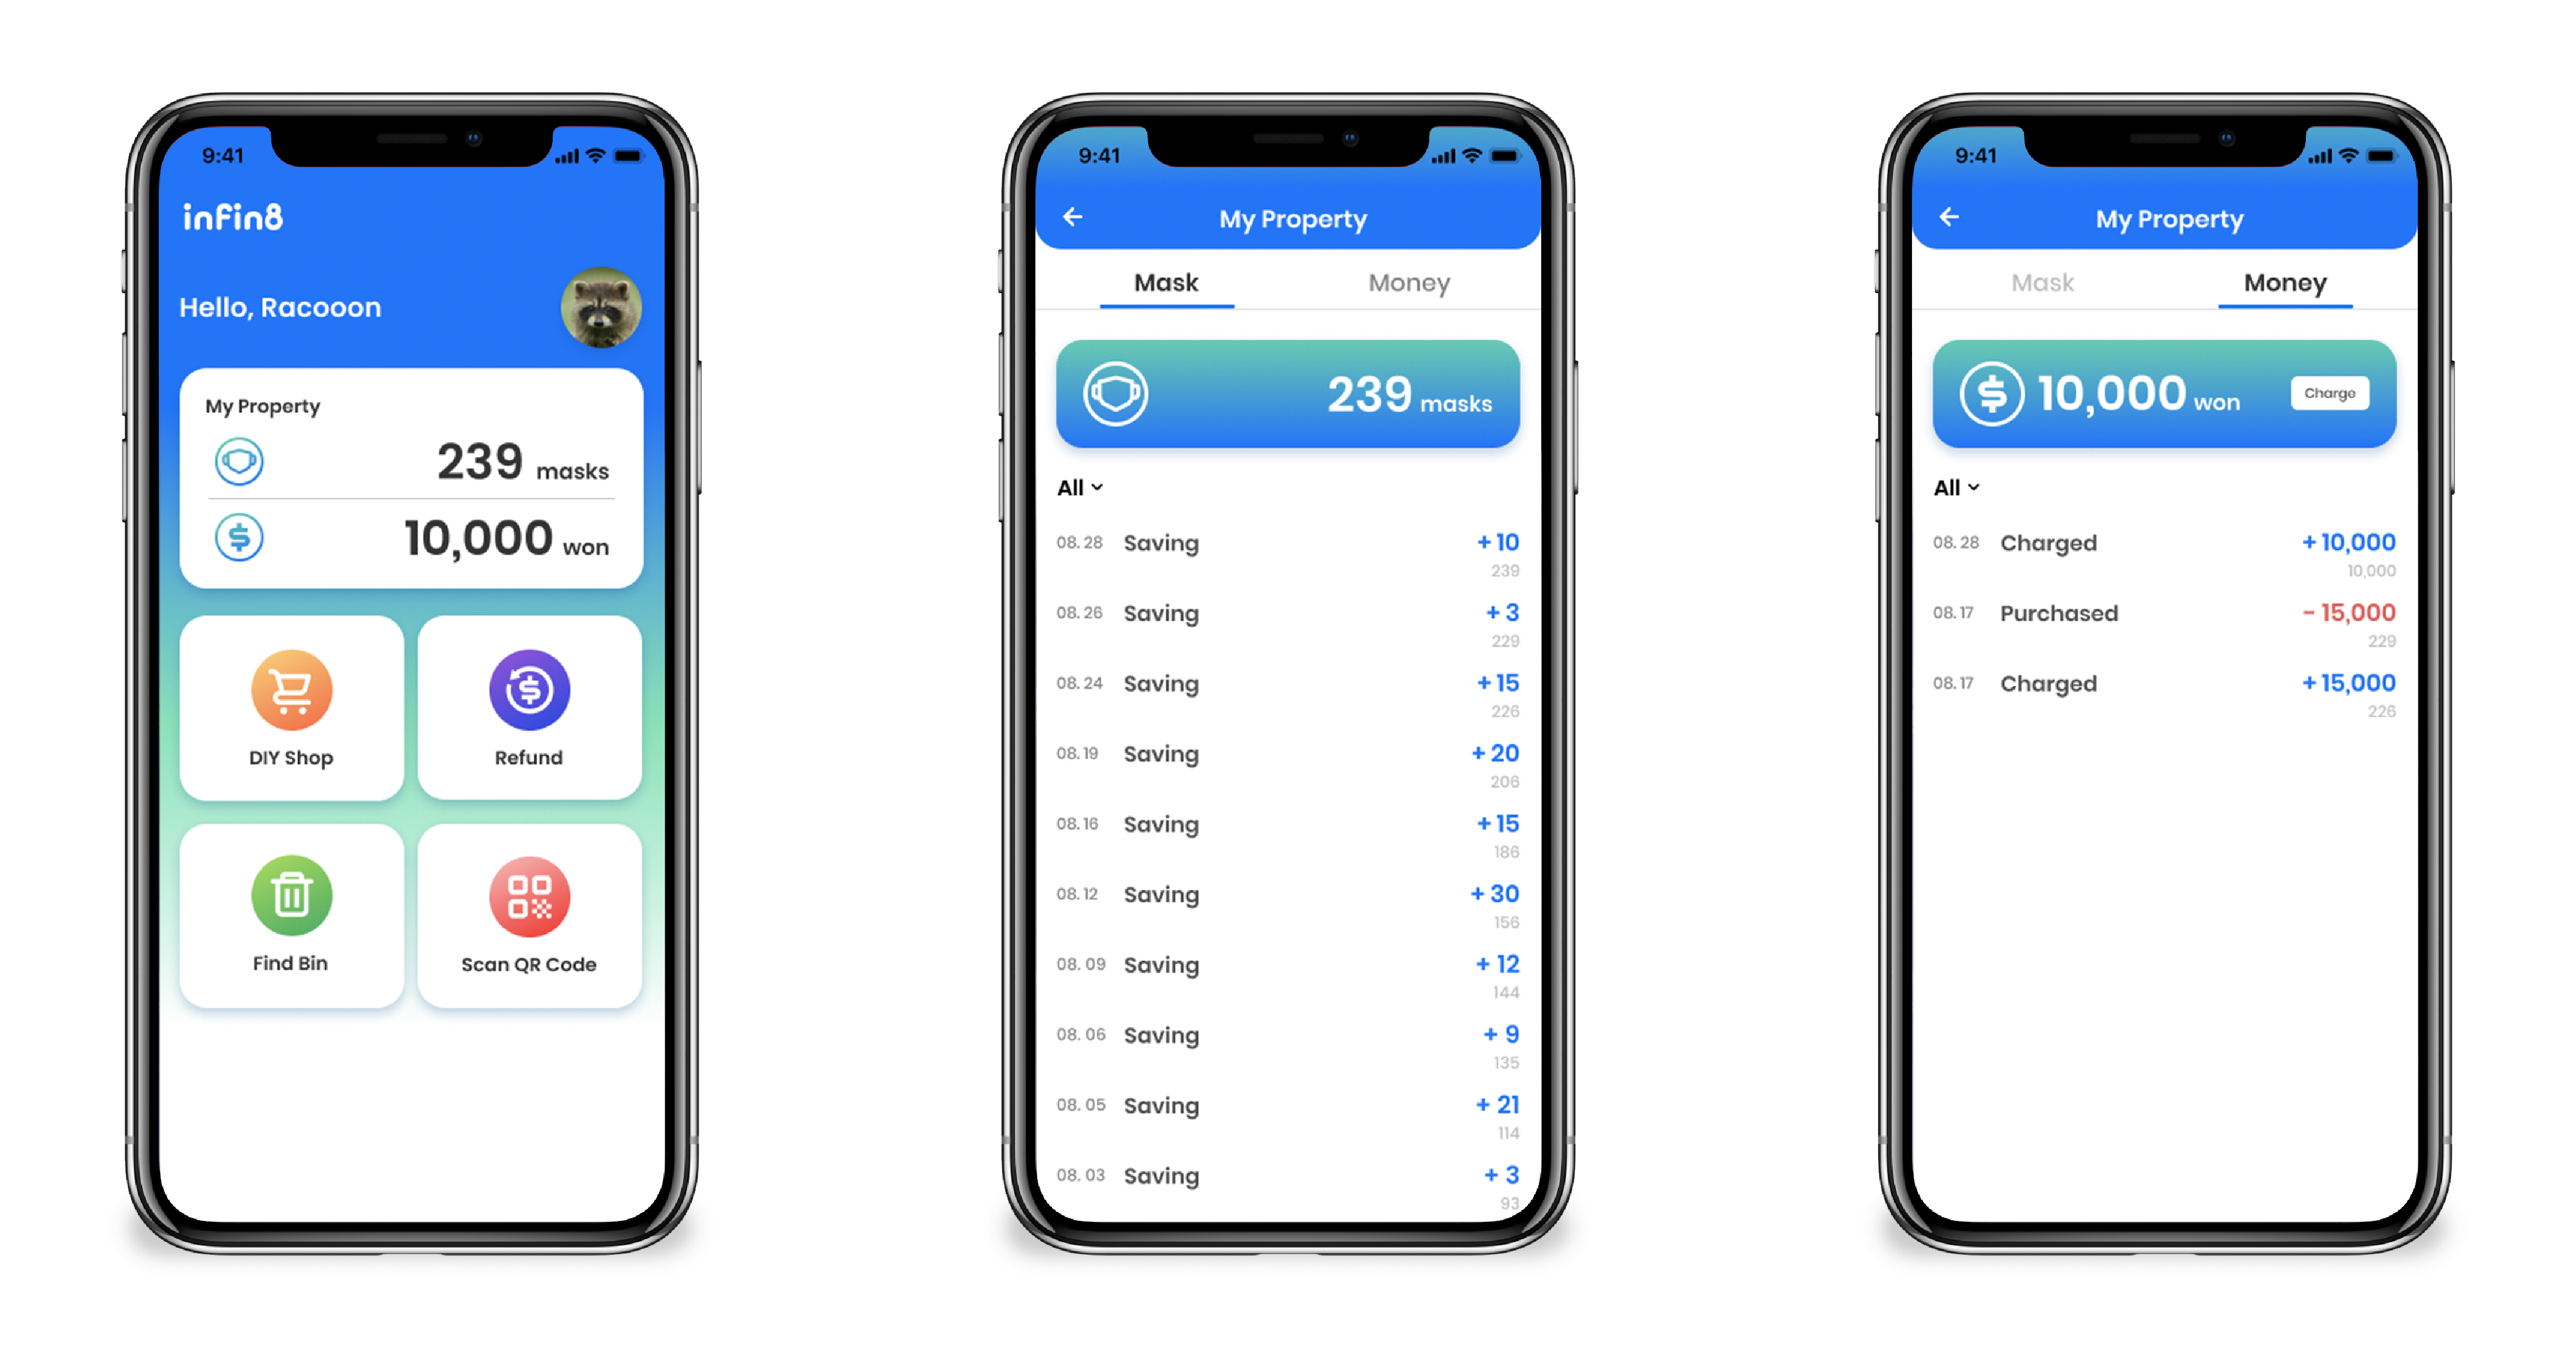 9:41
infin8
Hello, Racooon
My Property
239 masks
10,000 won
DIY Shop
Refund
Find Bin
Scan QR Code
9:41
My Property
Mask Money
239 masks
All
08. 28 Saving + 10
239
08. 26 Saving + 3
229
08. 24 Saving + 15
226
08. 19 Saving + 20
206
08. 16 Saving + 15
186
08. 12 Saving + 30
156
08. 09 Saving + 12
144
08. 06 Saving + 9
135
08. 05 Saving + 21
114
08. 03 Saving + 3
93
9:41
My Property
Mask Money
$ 10,000 won Charge
All
08. 28 Charged + 10,000
10,000
08. 17 Purchased - 15,000
229
08. 17 Charged + 15,000
226